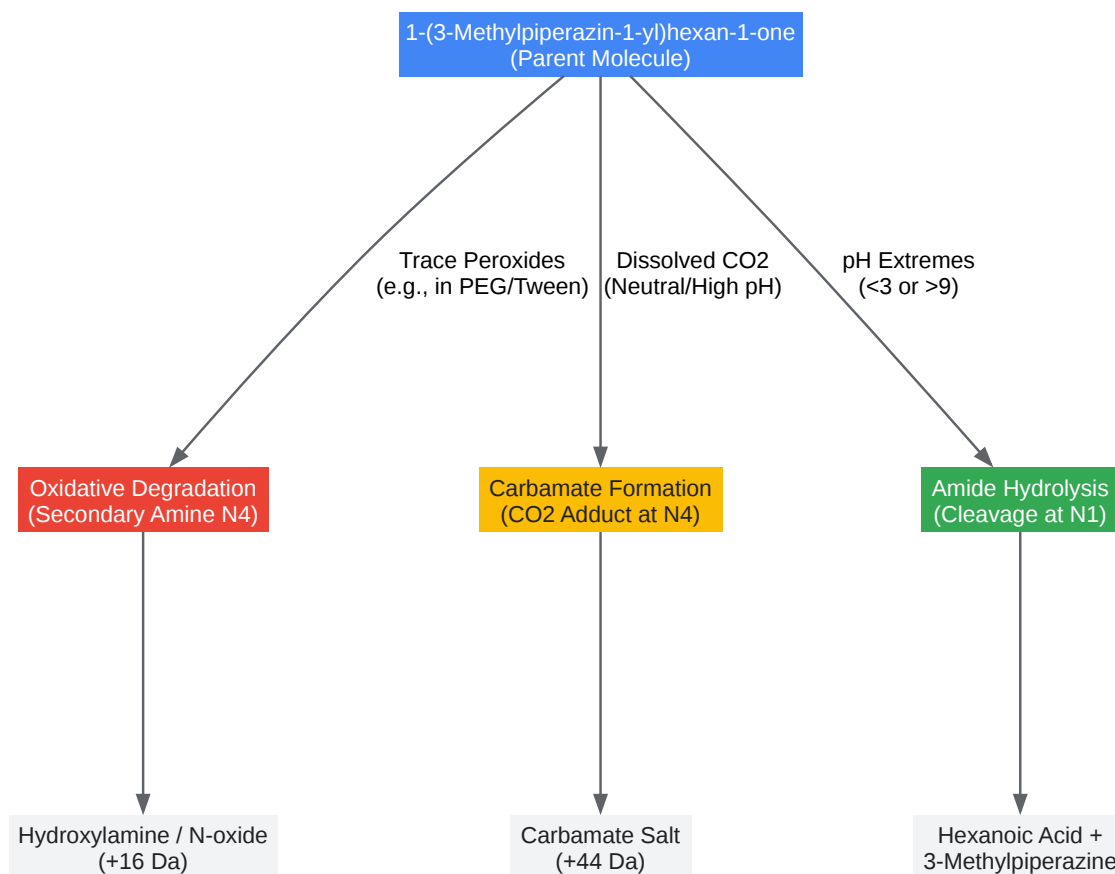 1-(3-Methylpiperazin-1-yl)hexan-1-one
(Parent Molecule)
Trace Peroxides
(e.g., in PEG/Tween)
Dissolved CO2
(Neutral/High pH)
pH Extremes
(<3 or >9)
Oxidative Degradation
(Secondary Amine N4)
Carbamate Formation
(CO2 Adduct at N4)
Amide Hydrolysis
(Cleavage at N1)
Hydroxylamine / N-oxide
(+16 Da)
Carbamate Salt
(+44 Da)
Hexanoic Acid +
3-Methylpiperazine